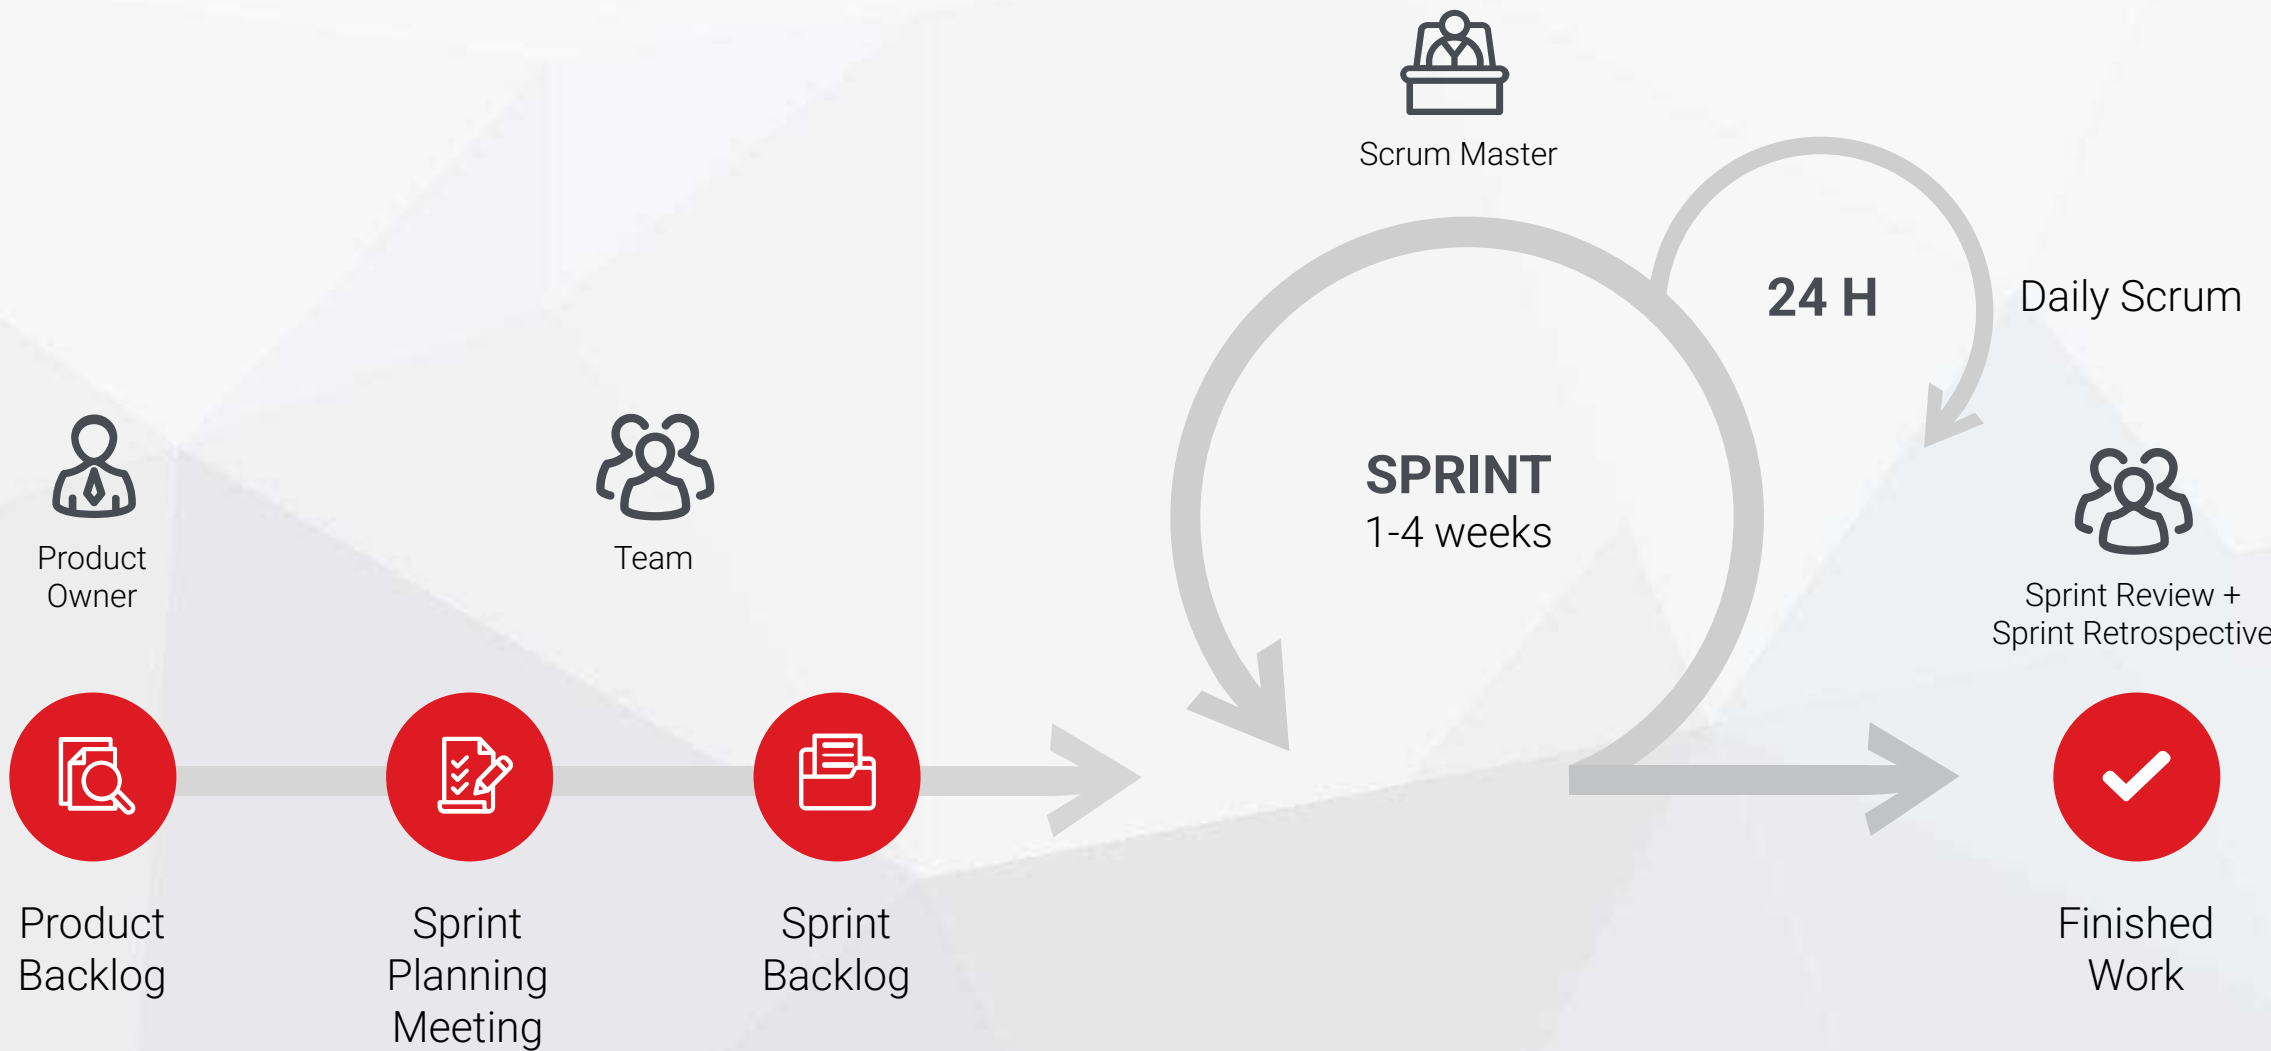 Scrum Master
24 H
Daily Scrum
SPRINT
1-4 weeks
Product
Owner
Team
Sprint Review +
Sprint Retrospective
Product
Backlog
Sprint
Planning
Meeting
Sprint
Backlog
Finished
Work